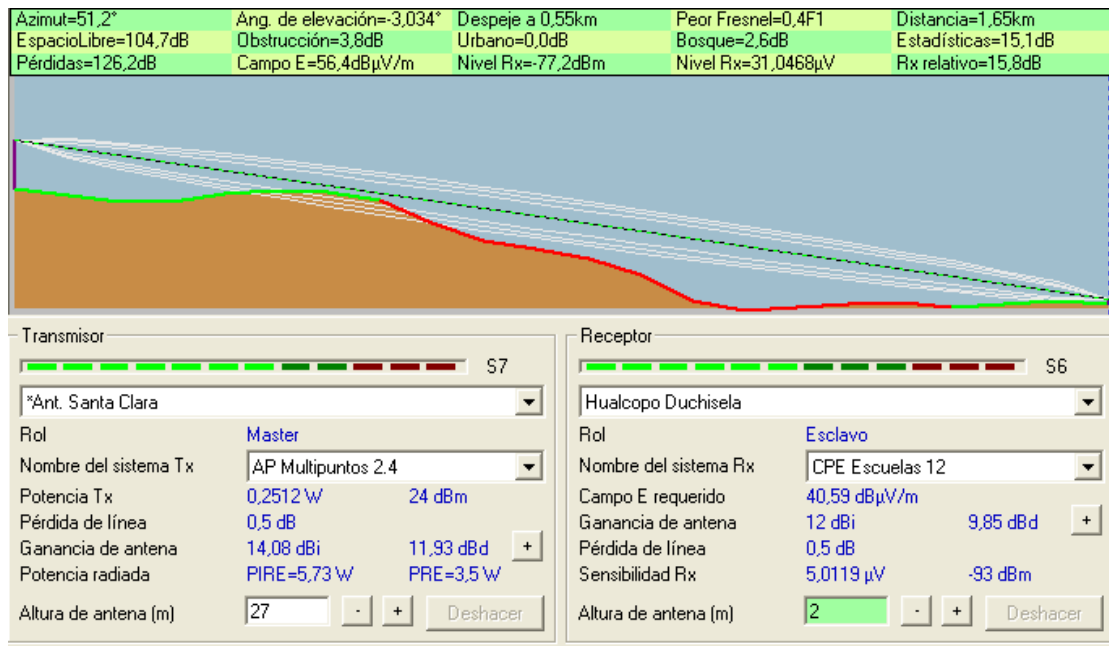 Azimut=51,2° Ang. de elevación=-3,034° Despeje a 0,55km Peor Fresnel=0,4F1 Distancia=1,65km
EspacioLibre=104,7dB Obstrucción=3,8dB Urbano=0,0dB Bosque=2,6dB Estadísticas=15,1dB
Pérdidas=126,2dB Campo E=56,4dBµV/m Nivel Rx=-77,2dBm Nivel Rx=31,0468µV Rx relativo=15,8dB
Transmisor
S7
*Ant. Santa Clara
Rol Master
Nombre del sistema Tx AP Multipuntos 2.4
Potencia Tx 0,2512 W 24 dBm
Pérdida de línea 0,5 dB
Ganancia de antena 14,08 dBi 11,93 dBd +
Potencia radiada PIRE=5,73 W PRE=3,5 W
Altura de antena (m) 27 - + Deshacer
Receptor
S6
Hualcopo Duchisela
Rol Esclavo
Nombre del sistema Rx CPE Escuelas 12
Campo E requerido 40,59 dBµV/m
Ganancia de antena 12 dBi 9,85 dBd +
Pérdida de línea 0,5 dB
Sensibilidad Rx 5,0119 µV -93 dBm
Altura de antena (m) 2 - + Deshacer